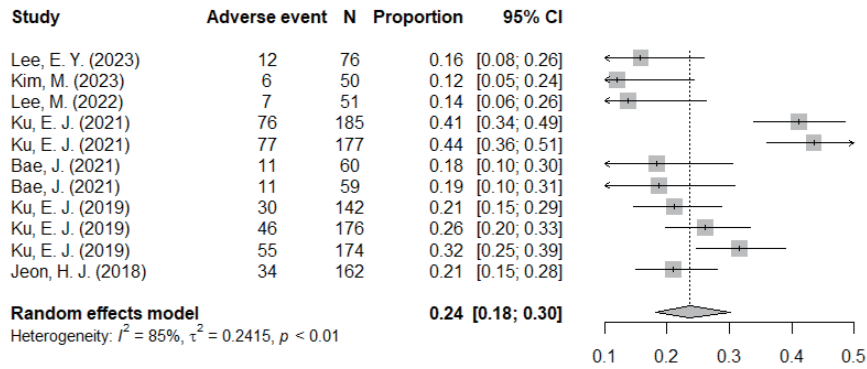 Study Adverse event N Proportion 95% CI
Lee, E. Y. (2023) 12 76 0.16 [0.08; 0.26]
Kim, M. (2023) 6 50 0.12 [0.05; 0.24]
Lee, M. (2022) 7 51 0.14 [0.06; 0.26]
Ku, E. J. (2021) 76 185 0.41 [0.34; 0.49]
Ku, E. J. (2021) 77 177 0.44 [0.36; 0.51]
Bae, J. (2021) 11 60 0.18 [0.10; 0.30]
Bae, J. (2021) 11 59 0.19 [0.10; 0.31]
Ku, E. J. (2019) 30 142 0.21 [0.15; 0.29]
Ku, E. J. (2019) 46 176 0.26 [0.20; 0.33]
Ku, E. J. (2019) 55 174 0.32 [0.25; 0.39]
Jeon, H. J. (2018) 34 162 0.21 [0.15; 0.28]
Random effects model 0.24 [0.18; 0.30]
Heterogeneity: I² = 85%, τ² = 0.2415, p < 0.01
0.1 0.2 0.3 0.4 0.5